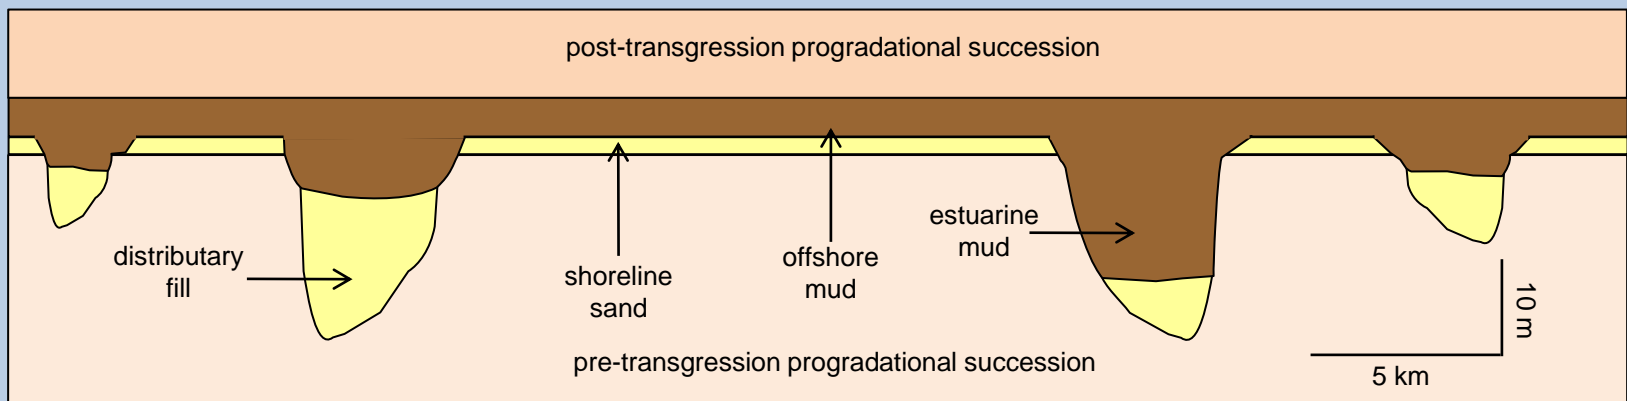 post-transgression progradational succession
distributary
fill
shoreline
sand
offshore
mud
estuarine
mud
10 m
5 km
pre-transgression progradational succession